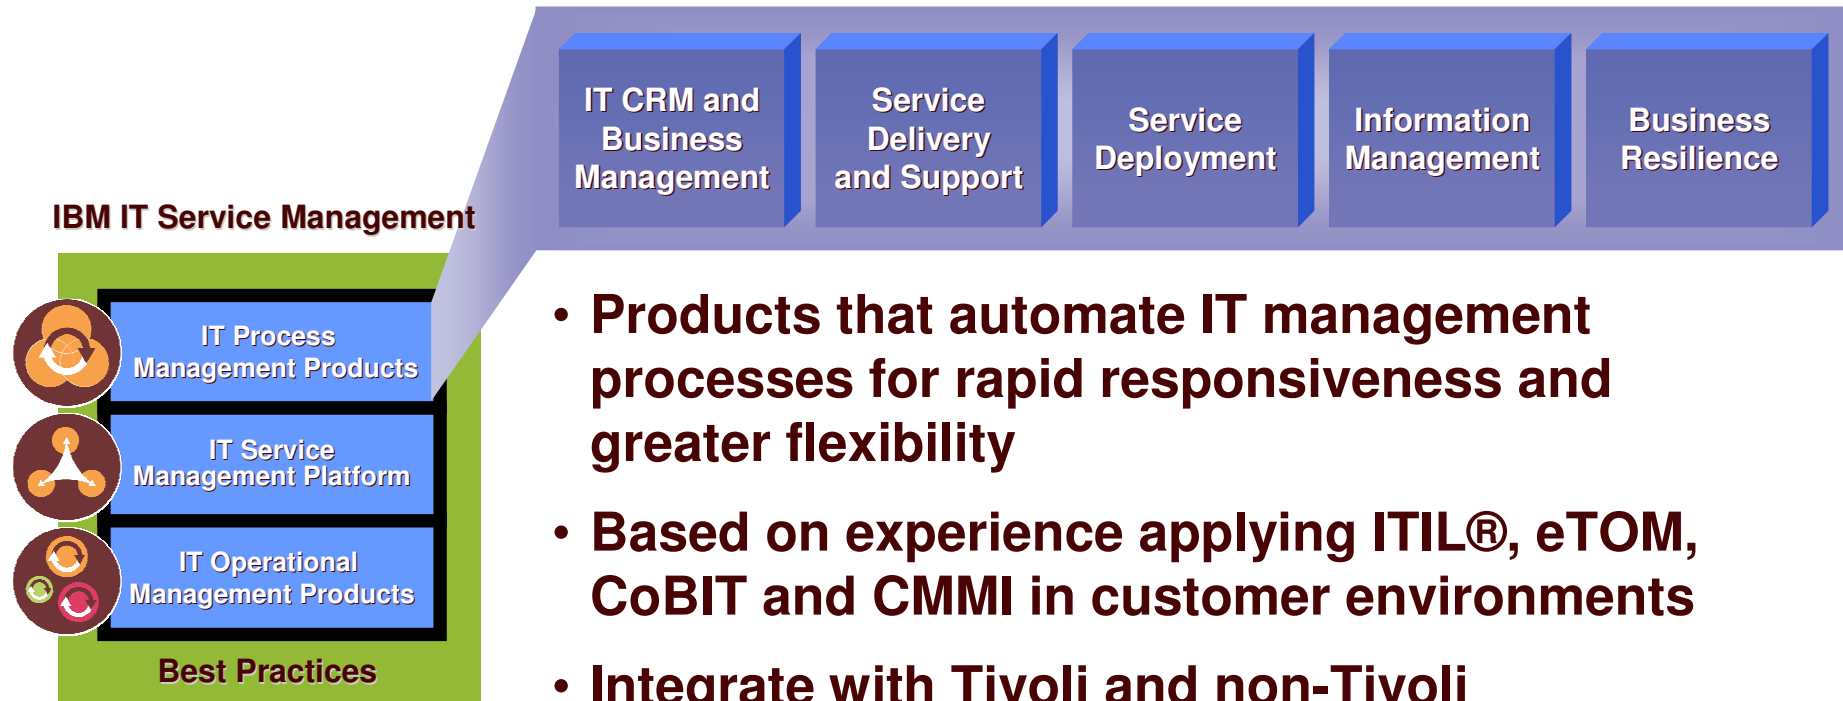 IT CRM and
Business
Management
Service
Delivery
and Support
Service
Deployment
Information
Management
Business
Resilience
IBM IT Service Management
IT Process
Management Products
IT Service
Management Platform
IT Operational
Management Products
Best Practices
• Products that automate IT management
processes for rapid responsiveness and
greater flexibility
• Based on experience applying ITIL®, eTOM,
CoBIT and CMMI in customer environments
• Integrate with Tivoli and non-Tivoli